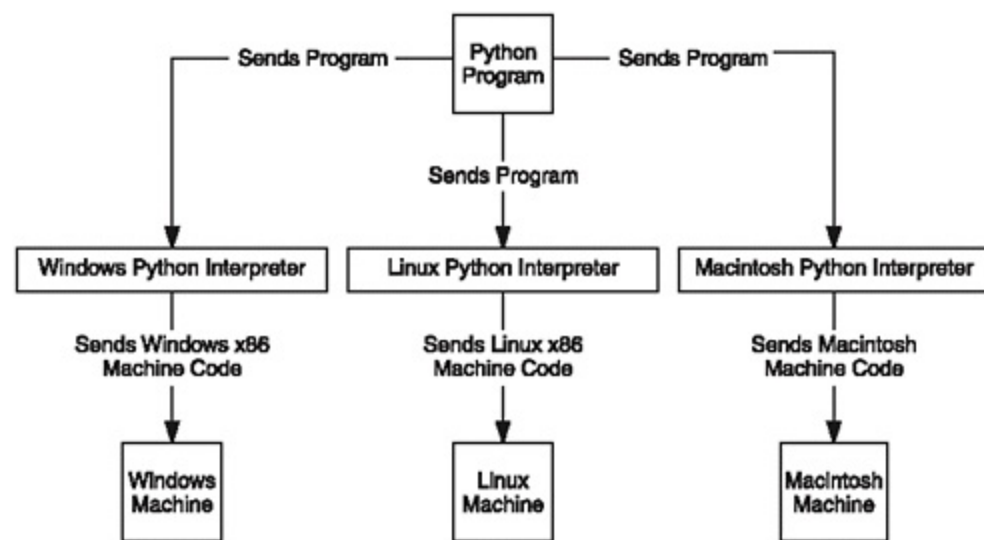 Python
Program
Sends Program
Sends Program
Sends Program
Windows Python Interpreter
Linux Python Interpreter
Macintosh Python Interpreter
Sends Windows x86
Machine Code
Sends Linux x86
Machine Code
Sends Macintosh
Machine Code
Windows
Machine
Linux
Machine
Macintosh
Machine